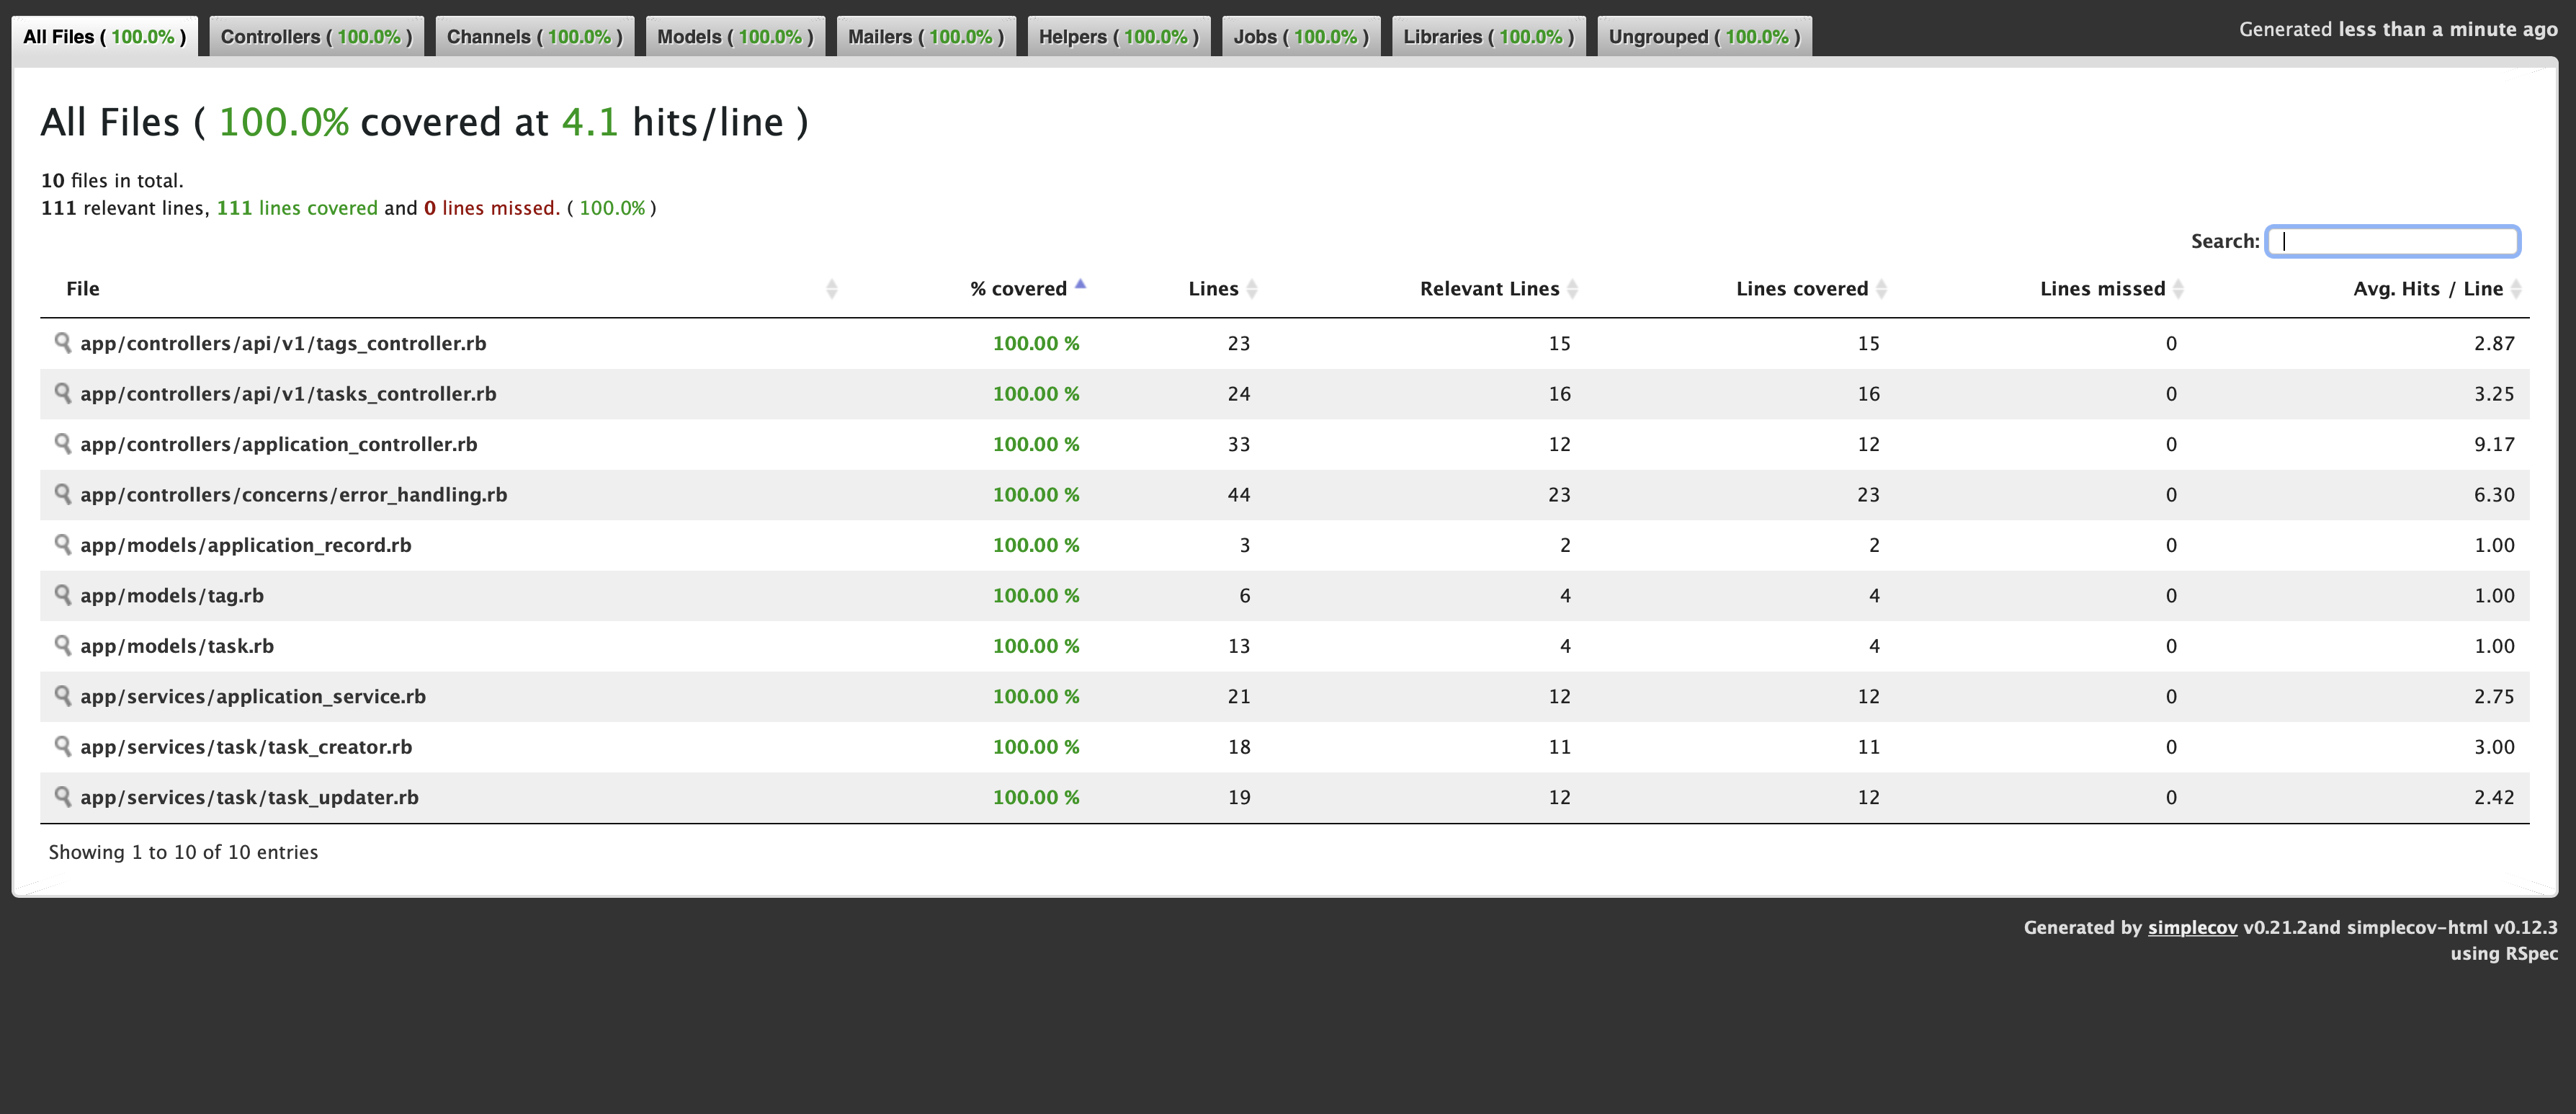 All Files ( 100.0% ) Controllers ( 100.0% ) Channels ( 100.0% ) Models ( 100.0% ) Mailers ( 100.0% ) Helpers ( 100.0% ) Jobs ( 100.0% ) Libraries ( 100.0% ) Ungrouped ( 100.0% ) Generated less than a minute ago
All Files ( 100.0% covered at 4.1 hits/line )
10 files in total.
111 relevant lines, 111 lines covered and 0 lines missed. ( 100.0% )
Search:
File % covered Lines Relevant Lines Lines covered Lines missed Avg. Hits / Line
app/controllers/api/v1/tags_controller.rb 100.00 % 23 15 15 0 2.87
app/controllers/api/v1/tasks_controller.rb 100.00 % 24 16 16 0 3.25
app/controllers/application_controller.rb 100.00 % 33 12 12 0 9.17
app/controllers/concerns/error_handling.rb 100.00 % 44 23 23 0 6.30
app/models/application_record.rb 100.00 % 3 2 2 0 1.00
app/models/tag.rb 100.00 % 6 4 4 0 1.00
app/models/task.rb 100.00 % 13 4 4 0 1.00
app/services/application_service.rb 100.00 % 21 12 12 0 2.75
app/services/task/task_creator.rb 100.00 % 18 11 11 0 3.00
app/services/task/task_updater.rb 100.00 % 19 12 12 0 2.42
Showing 1 to 10 of 10 entries
Generated by simplecov v0.21.2and simplecov-html v0.12.3
using RSpec